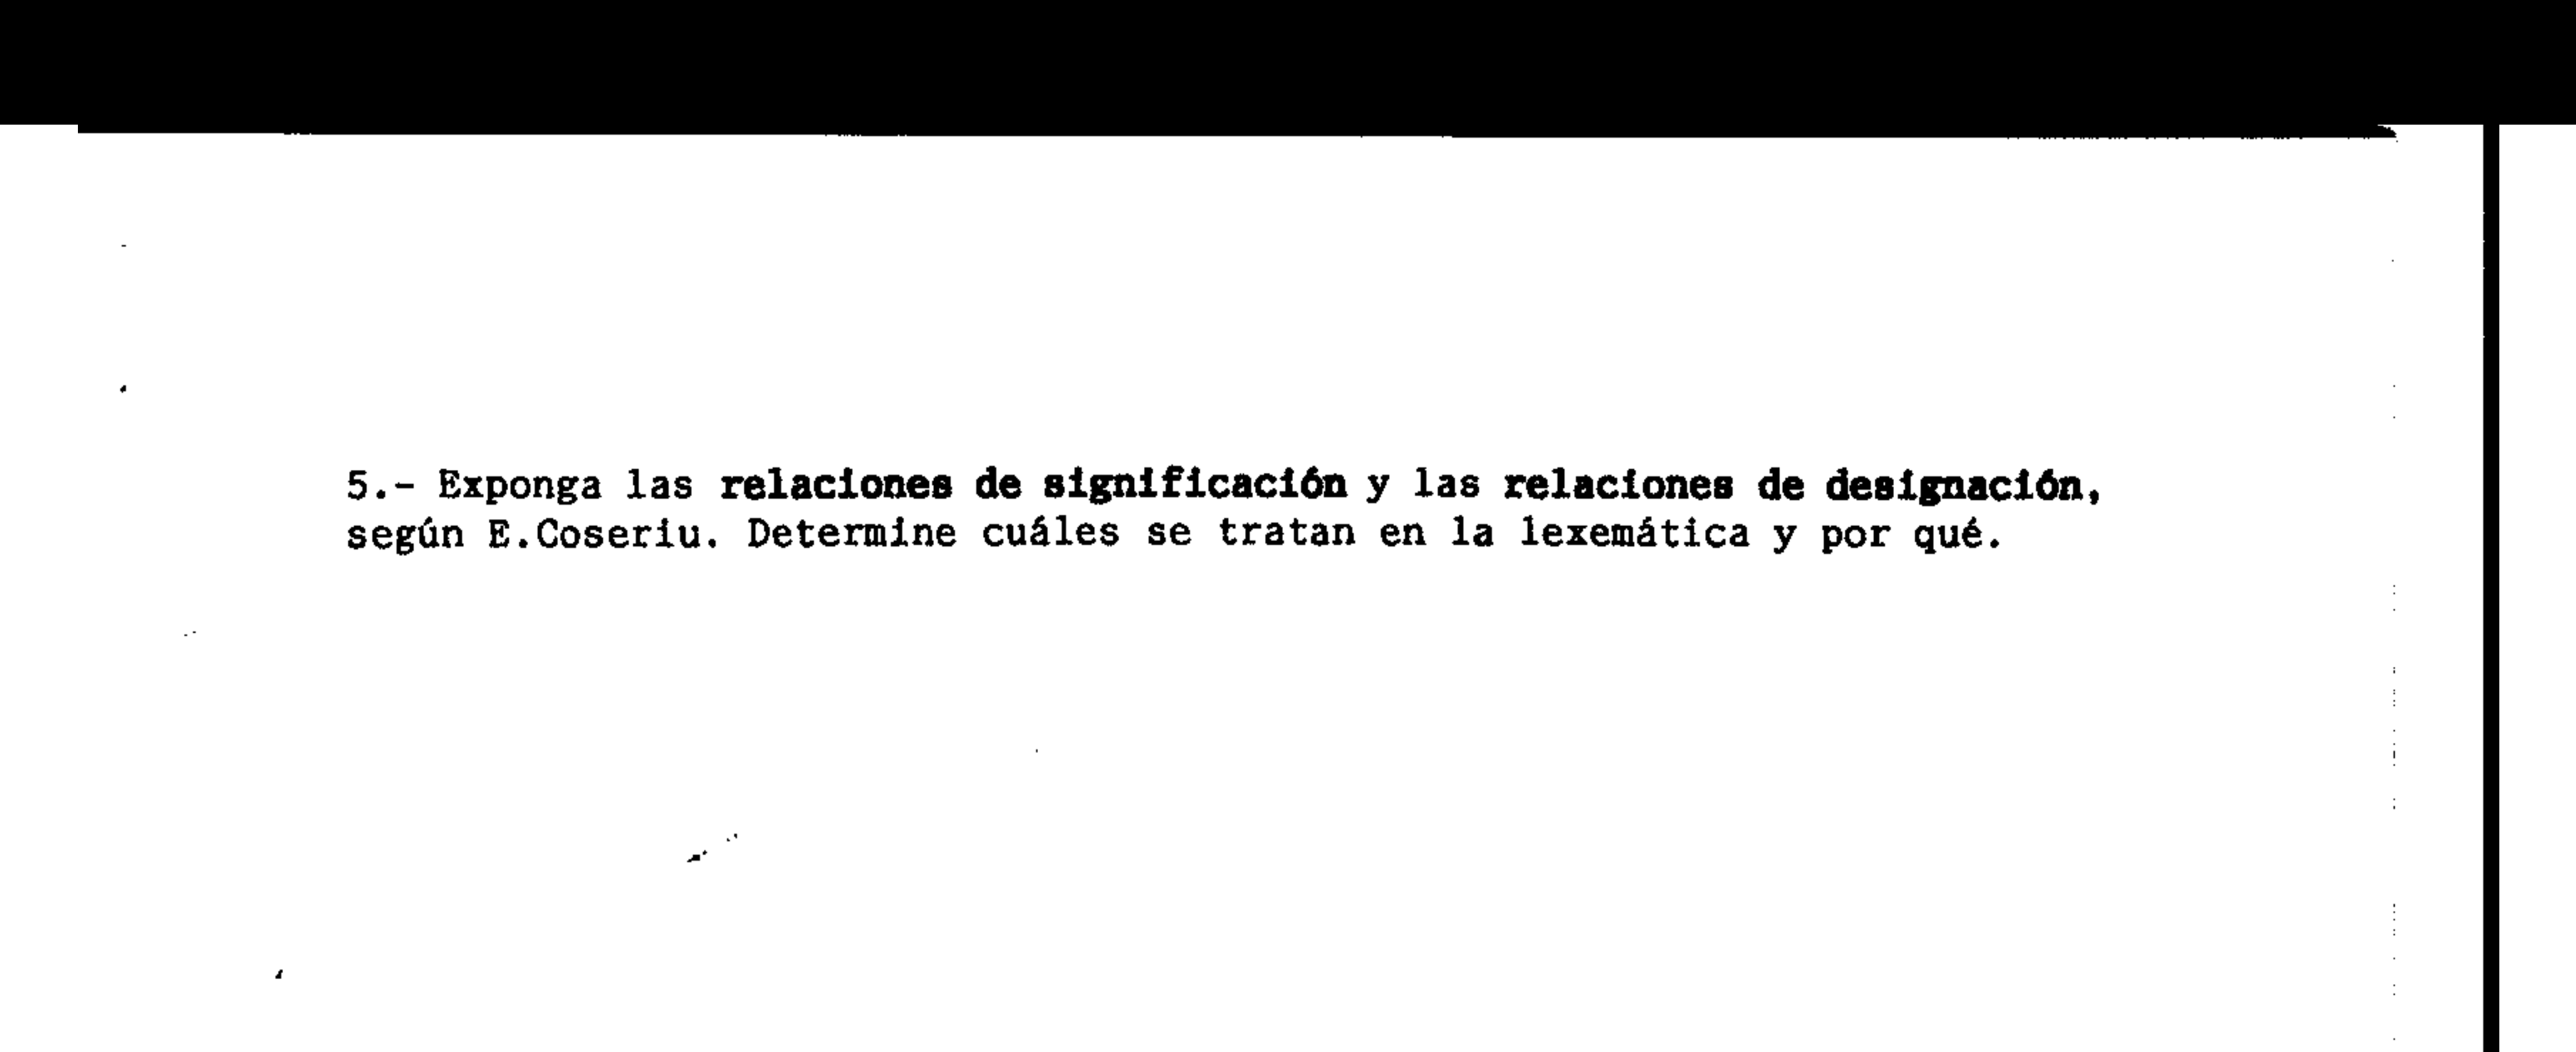 5.- Exponga las relaciones de significación y las relaciones de designación,
según E.Coseriu. Determine cuáles se tratan en la lexemática y por qué.